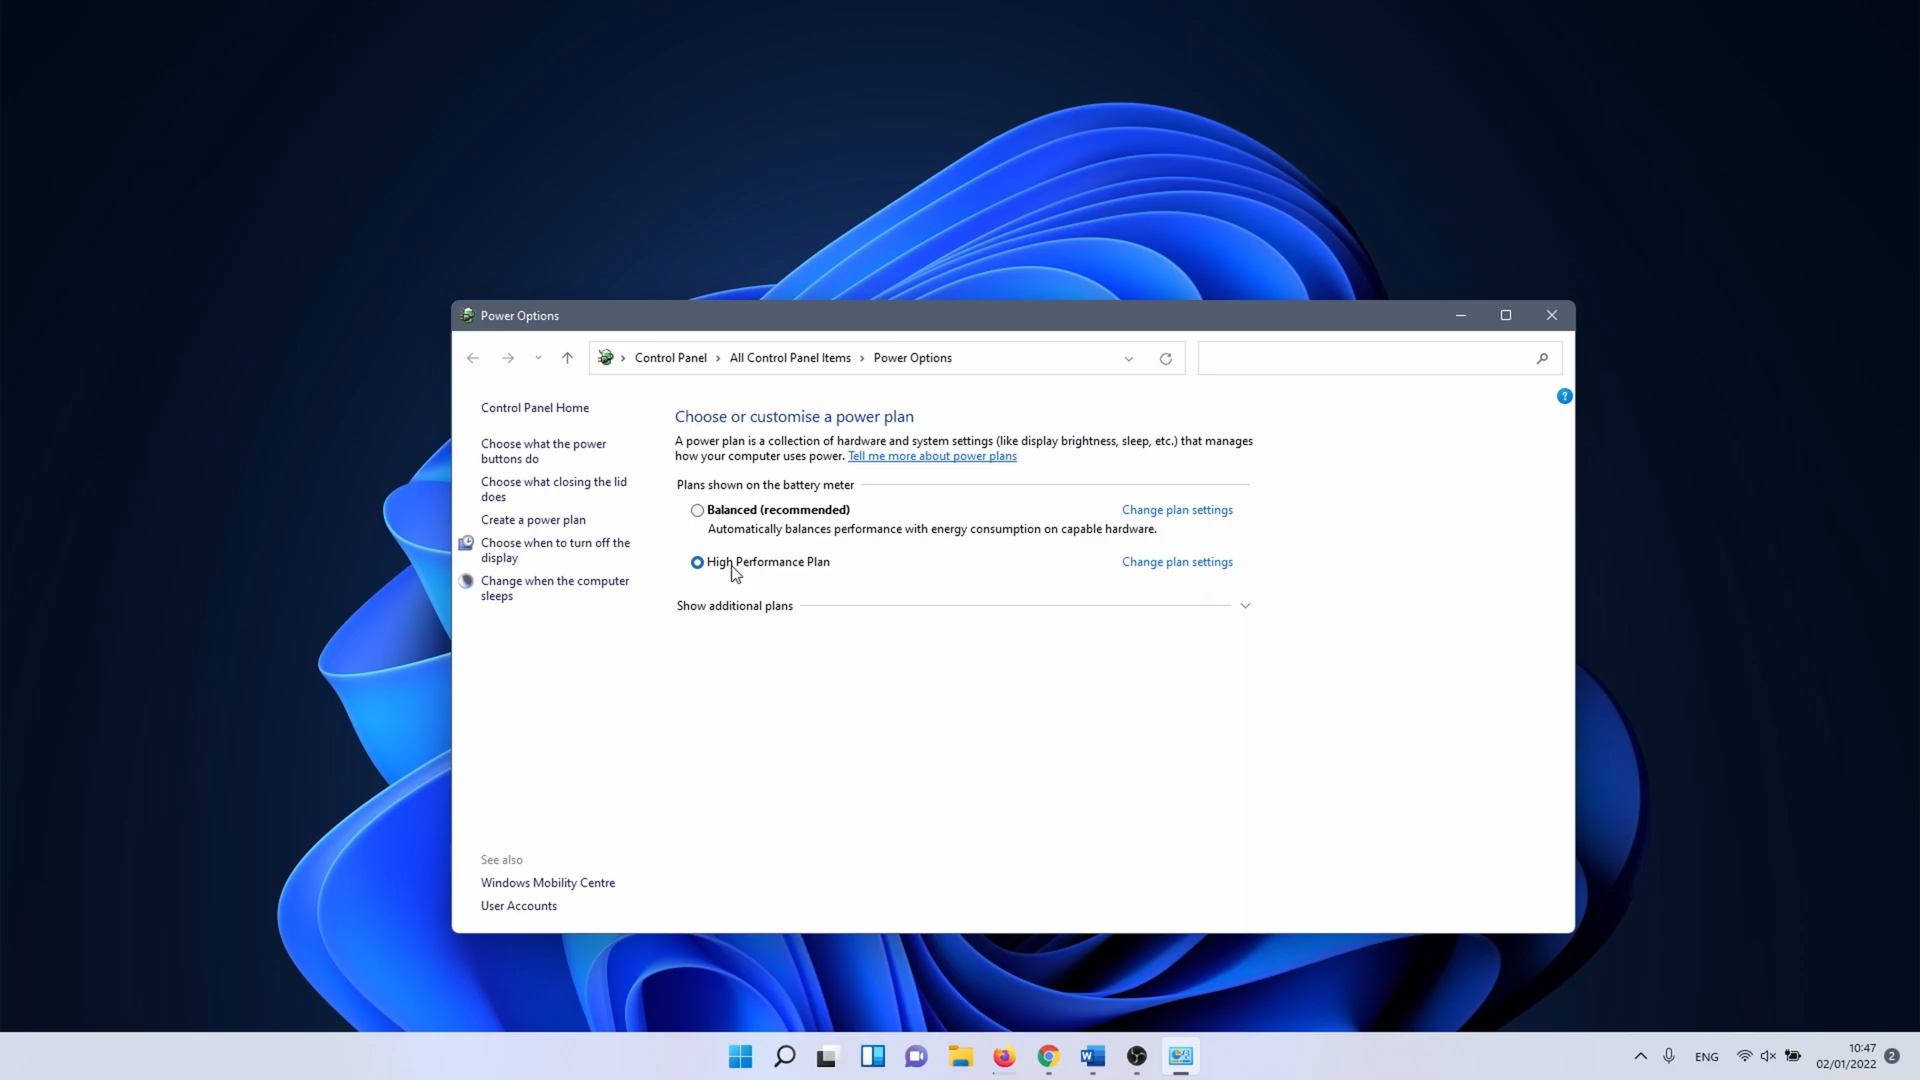 Power Options
Control Panel > All Control Panel Items > Power Options
?
Control Panel Home
Choose what the power
buttons do
Choose what closing the lid
does
Create a power plan
Choose when to turn off the
display
Change when the computer
sleeps
Choose or customise a power plan
A power plan is a collection of hardware and system settings (like display brightness, sleep, etc.) that manages
how your computer uses power. Tell me more about power plans
Plans shown on the battery meter
Balanced (recommended) Change plan settings
Automatically balances performance with energy consumption on capable hardware.
High Performance Plan Change plan settings
Show additional plans
See also
Windows Mobility Centre
User Accounts
W
ENG
10:47
02/01/2022
2